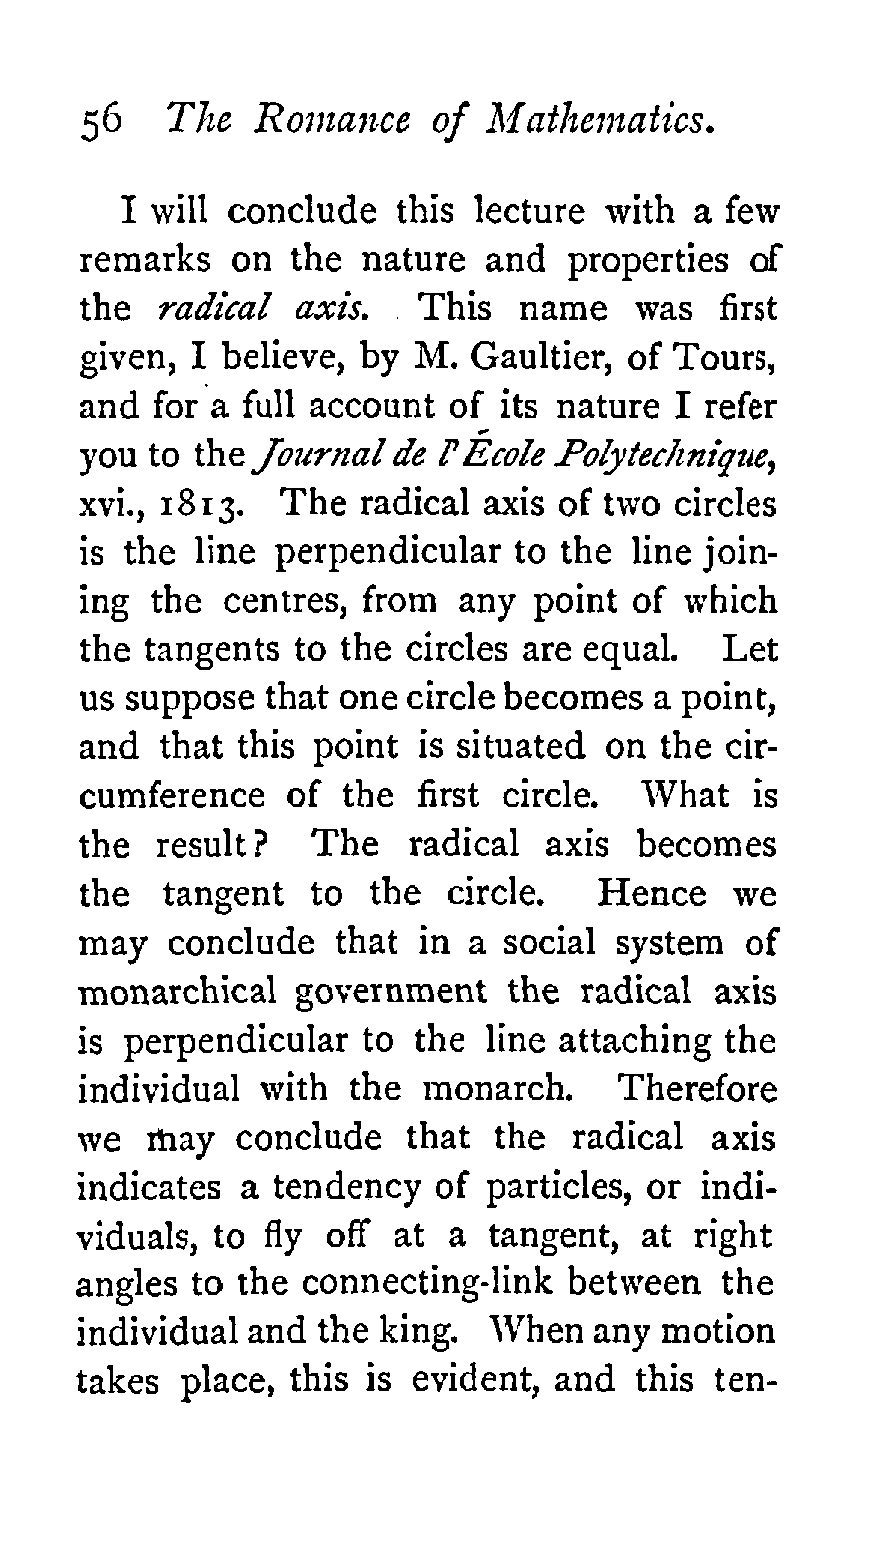 56 The Romance of Mathematics.
I will conclude this lecture with a few
remarks on the nature and properties of
the radical axis. This name was first
given, I believe, by M. Gaultier, of Tours,
and for a full account of its nature I refer
you to the Journal de l'École Polytechnique,
xvi., 1813. The radical axis of two circles
is the line perpendicular to the line join-
ing the centres, from any point of which
the tangents to the circles are equal. Let
us suppose that one circle becomes a point,
and that this point is situated on the cir-
cumference of the first circle. What is
the result? The radical axis becomes
the tangent to the circle. Hence we
may conclude that in a social system of
monarchical government the radical axis
is perpendicular to the line attaching the
individual with the monarch. Therefore
we may conclude that the radical axis
indicates a tendency of particles, or indi-
viduals, to fly off at a tangent, at right
angles to the connecting-link between the
individual and the king. When any motion
takes place, this is evident, and this ten-